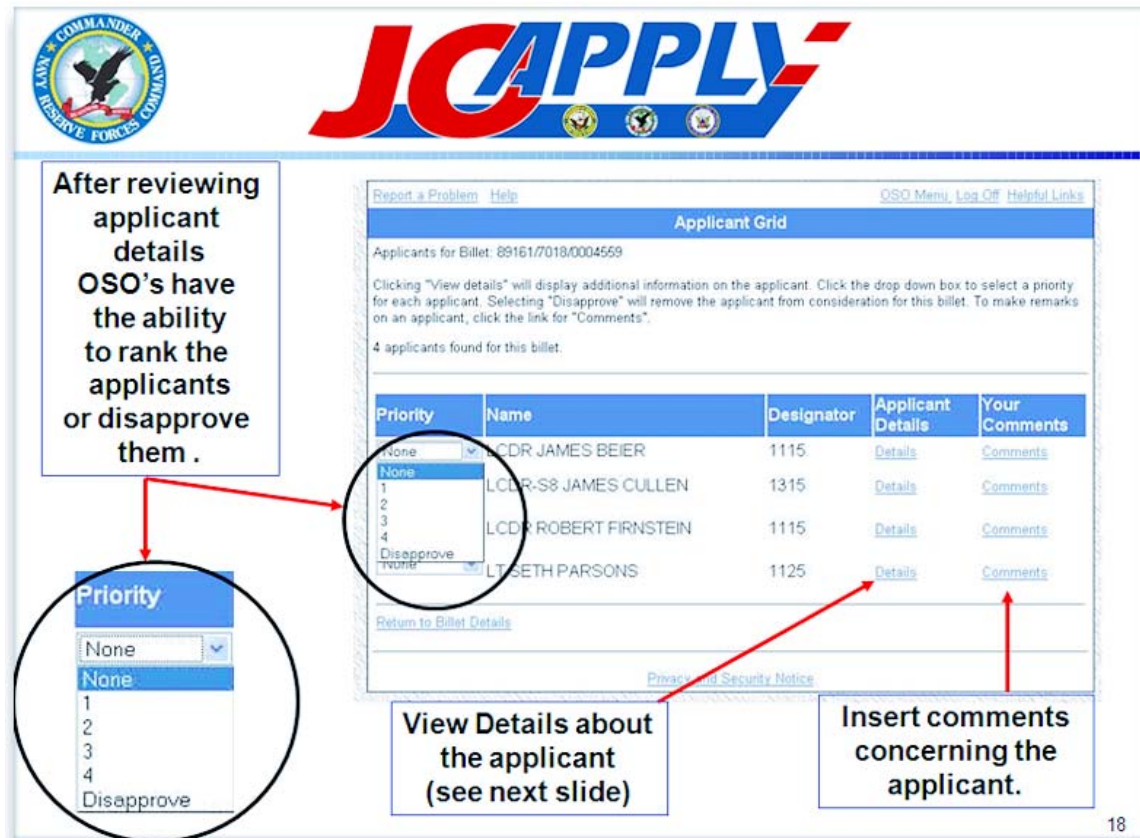 COMMANDER
NAVY RESERVE FORCES COMMAND
JOAPPLY
After reviewing
applicant
details
OSO's have
the ability
to rank the
applicants
or disapprove
them .
Report a Problem Help OSO Menu Log Off Helpful Links
Applicant Grid
Applicants for Billet: 89161/7018/0004559
Clicking "View details" will display additional information on the applicant. Click the drop down box to select a priority
for each applicant. Selecting "Disapprove" will remove the applicant from consideration for this billet. To make remarks
on an applicant, click the link for "Comments".
4 applicants found for this billet.
Priority Name Designator Applicant Details Your Comments
None LCDR JAMES BEIER 1115 Details Comments
None
1
LCDR-S8 JAMES CULLEN 1315 Details Comments
2
3
LCDR ROBERT FIRNSTEIN 1115 Details Comments
4
Disapprove
None LT SETH PARSONS 1125 Details Comments
Return to Billet Details
Privacy and Security Notice
Priority
None
None
1
2
3
4
Disapprove
View Details about
the applicant
(see next slide)
Insert comments
concerning the
applicant.
18